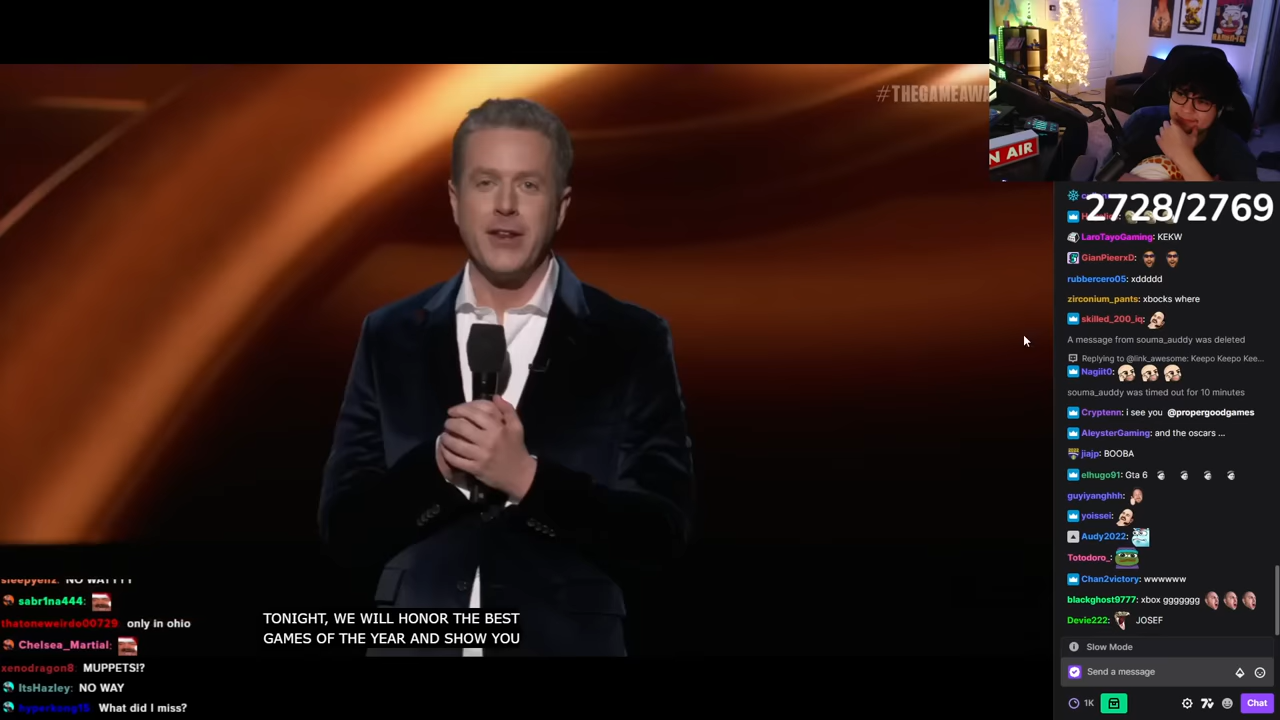 #THEGAMEAW
N AIR
2728/2769
LaroTayoGaming: KEKW
GianPieerxD:
rubbercero05: xddddd
zirconium_pants: xbocks where
skilled_200_iq:
A message from souma_auddy was deleted
Replying to @link_awesome: Keepo Keepo Kee...
Nagiit0:
souma_auddy was timed out for 10 minutes
Cryptenn: i see you @propergoodgames
AleysterGaming: and the oscars ...
jiajp: BOOBA
elhugo91: Gta 6
guyiyanghhh:
yoissei:
Audy2022:
Totodoro_:
Chan2victory: wwwwww
blackghost9777: xbox ggggggg
Devie222: JOSEF
Slow Mode
Send a message
1K
Chat
NO WAYYYY
sabr1na444:
thatoneweirdo00729 only in ohio
Chelsea_Martial:
xenodragon8 MUPPETS!?
ItsHazley: NO WAY
What did I miss?
TONIGHT, WE WILL HONOR THE BEST
GAMES OF THE YEAR AND SHOW YOU